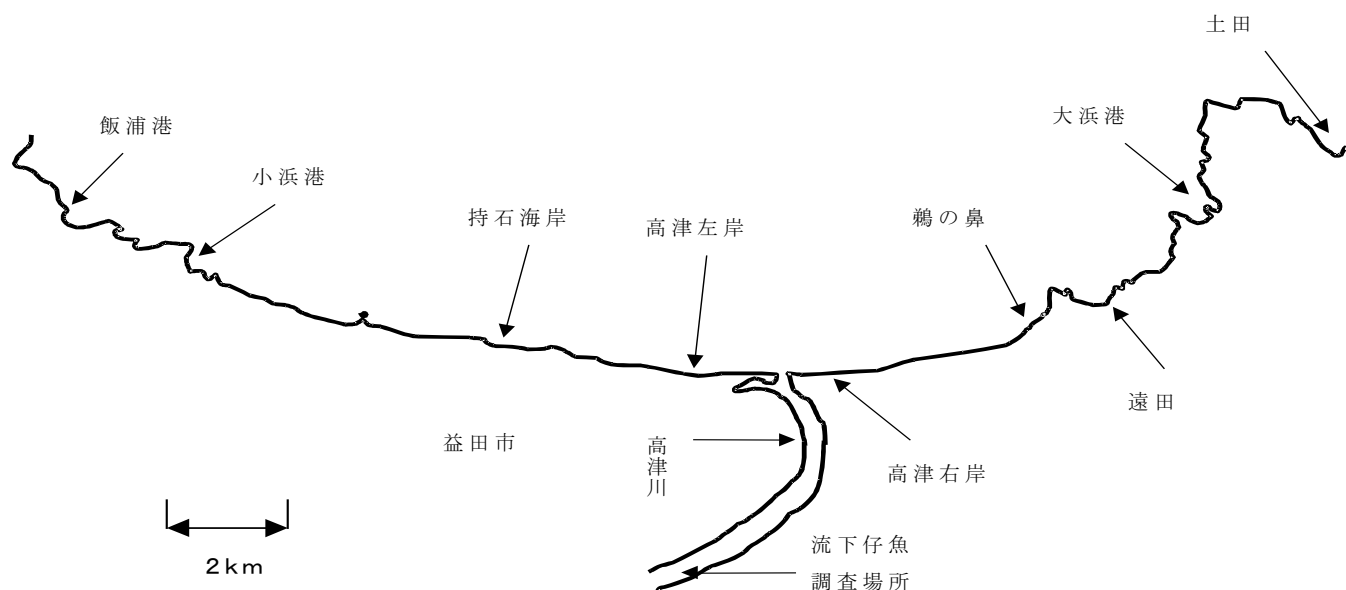 土田
大浜港
飯浦港
小浜港
持石海岸
高津左岸
鵜の鼻
遠田
益田市
高津川
高津右岸
2km
流下仔魚
調査場所